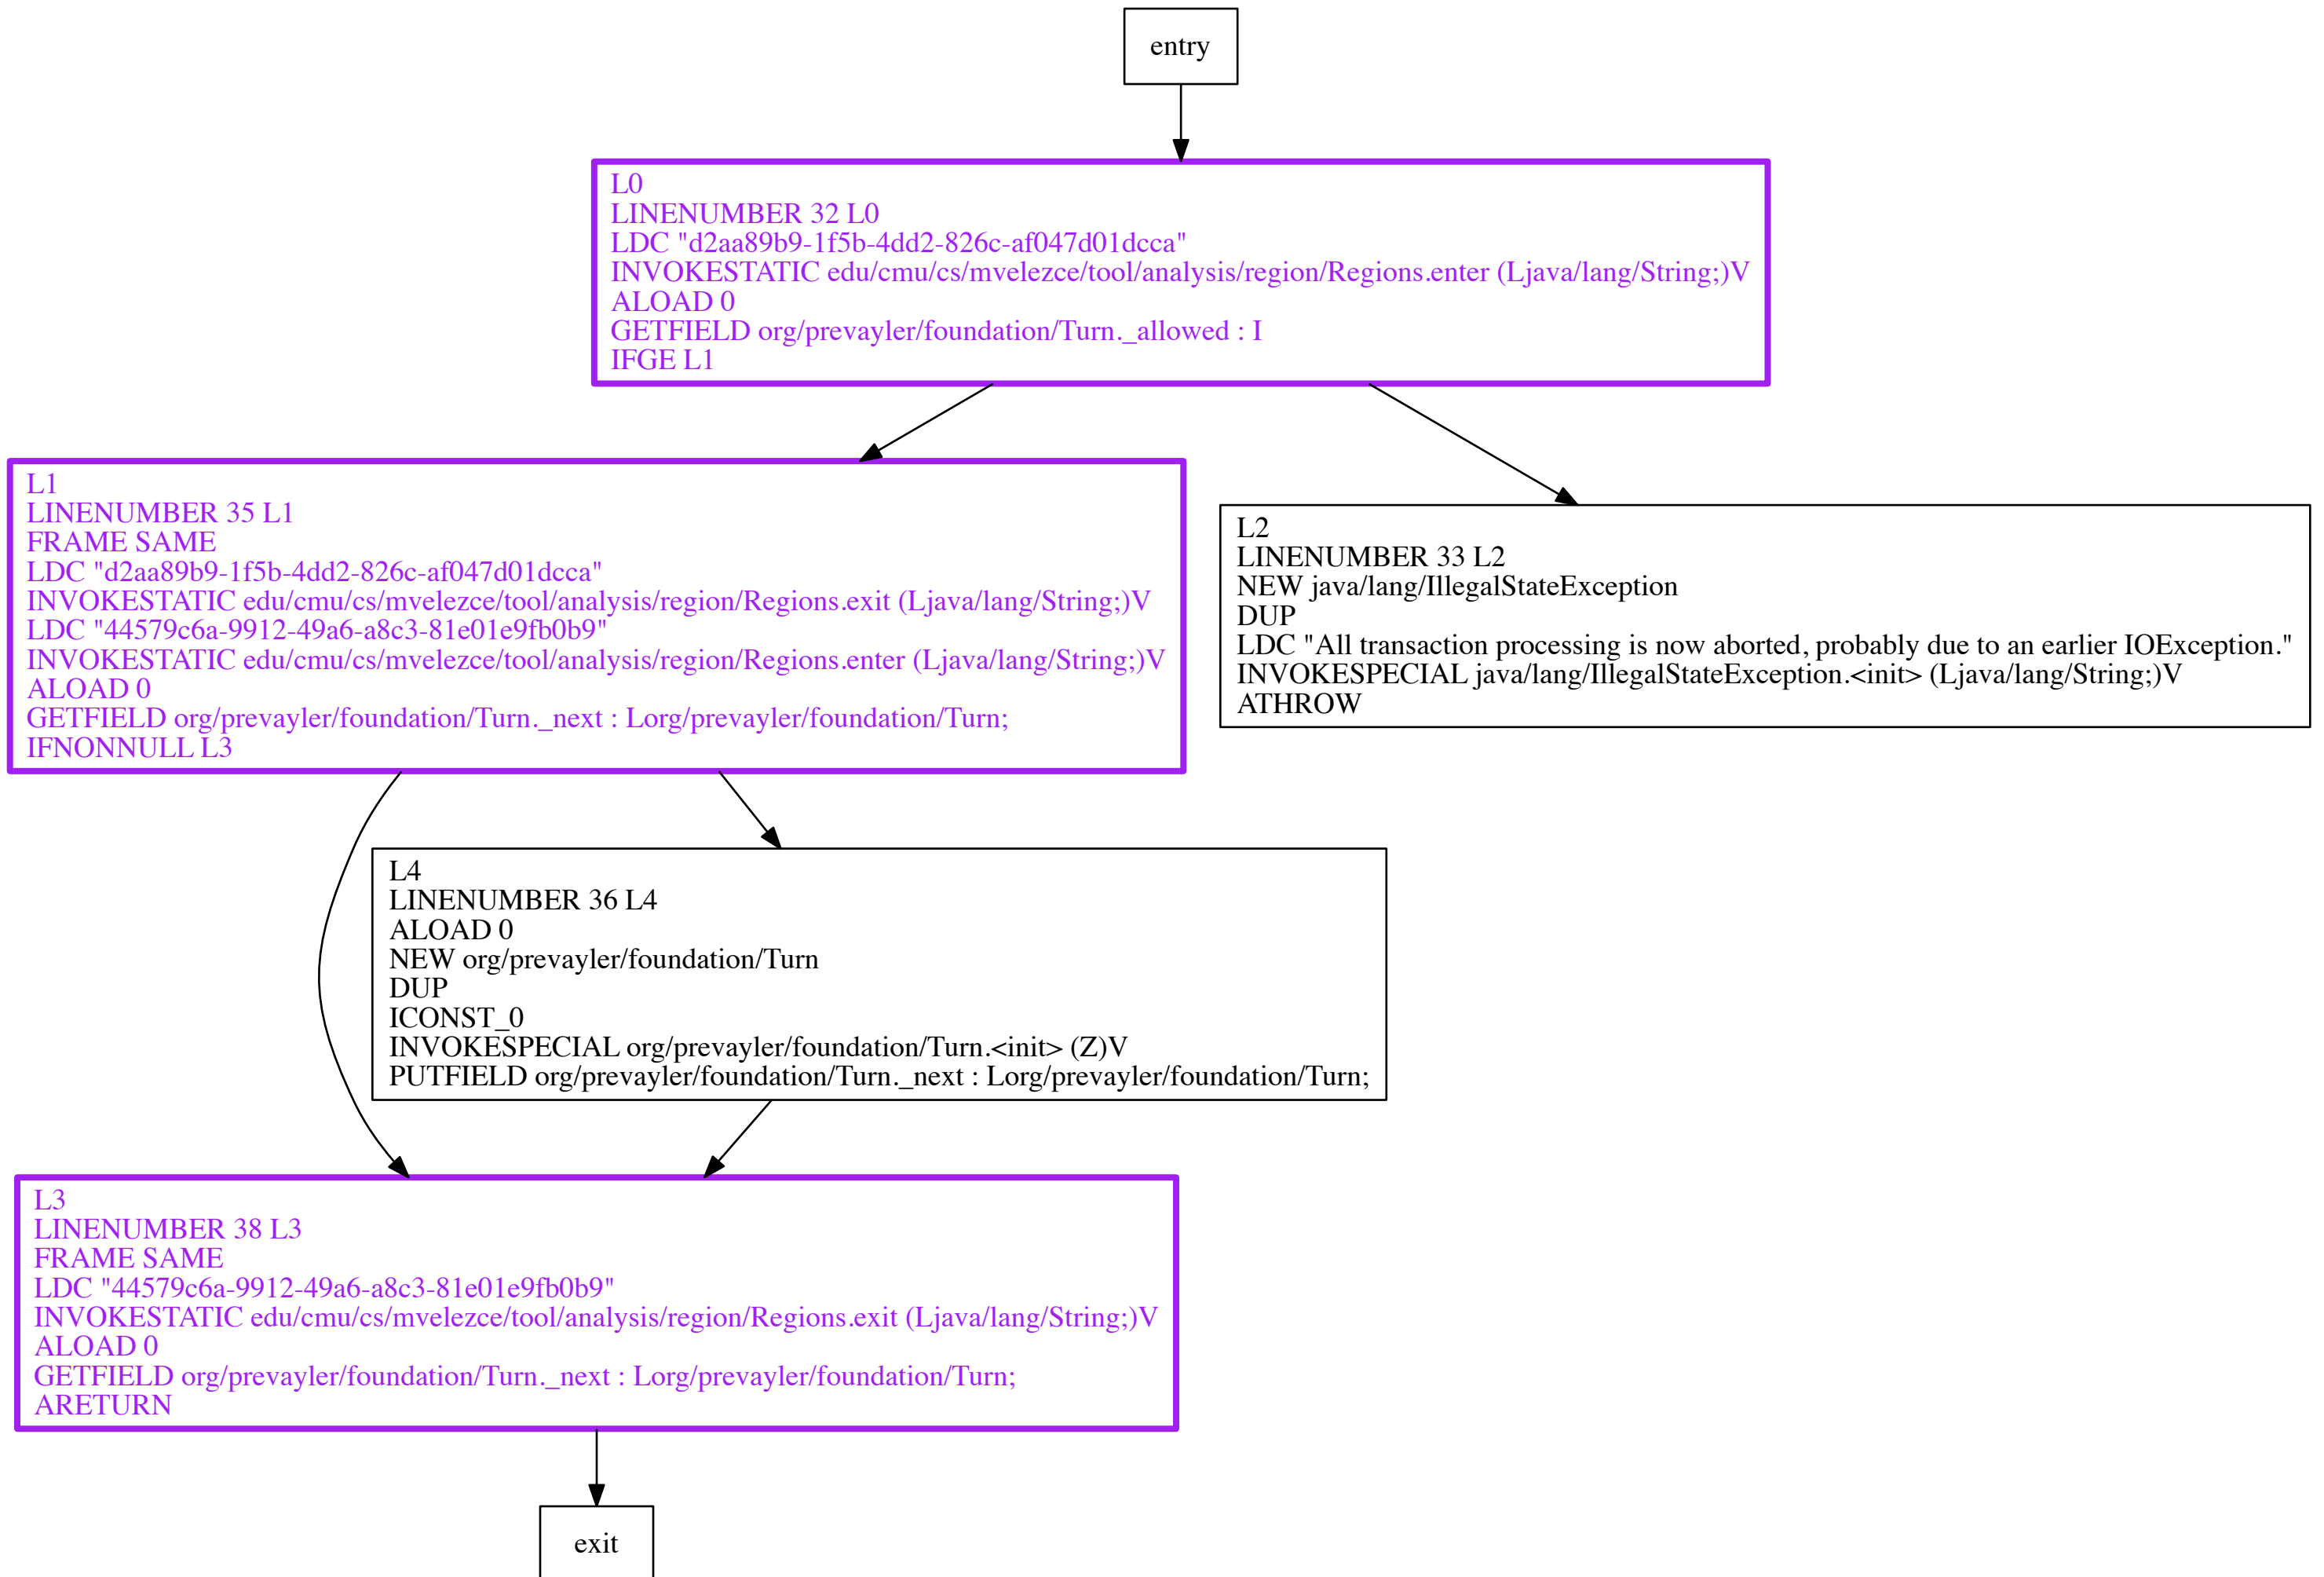 entry
L0
LINENUMBER 32 L0
LDC "d2aa89b9-1f5b-4dd2-826c-af047d01dcca"
INVOKESTATIC edu/cmu/cs/mvelezce/tool/analysis/region/Regions.enter (Ljava/lang/String;)V
ALOAD 0
GETFIELD org/prevayler/foundation/Turn._allowed : I
IFGE L1
L1
LINENUMBER 35 L1
FRAME SAME
LDC "d2aa89b9-1f5b-4dd2-826c-af047d01dcca"
INVOKESTATIC edu/cmu/cs/mvelezce/tool/analysis/region/Regions.exit (Ljava/lang/String;)V
LDC "44579c6a-9912-49a6-a8c3-81e01e9fb0b9"
INVOKESTATIC edu/cmu/cs/mvelezce/tool/analysis/region/Regions.enter (Ljava/lang/String;)V
ALOAD 0
GETFIELD org/prevayler/foundation/Turn._next : Lorg/prevayler/foundation/Turn;
IFNONNULL L3
L2
LINENUMBER 33 L2
NEW java/lang/IllegalStateException
DUP
LDC "All transaction processing is now aborted, probably due to an earlier IOException."
INVOKESPECIAL java/lang/IllegalStateException.<init> (Ljava/lang/String;)V
ATHROW
L4
LINENUMBER 36 L4
ALOAD 0
NEW org/prevayler/foundation/Turn
DUP
ICONST_0
INVOKESPECIAL org/prevayler/foundation/Turn.<init> (Z)V
PUTFIELD org/prevayler/foundation/Turn._next : Lorg/prevayler/foundation/Turn;
L3
LINENUMBER 38 L3
FRAME SAME
LDC "44579c6a-9912-49a6-a8c3-81e01e9fb0b9"
INVOKESTATIC edu/cmu/cs/mvelezce/tool/analysis/region/Regions.exit (Ljava/lang/String;)V
ALOAD 0
GETFIELD org/prevayler/foundation/Turn._next : Lorg/prevayler/foundation/Turn;
ARETURN
exit